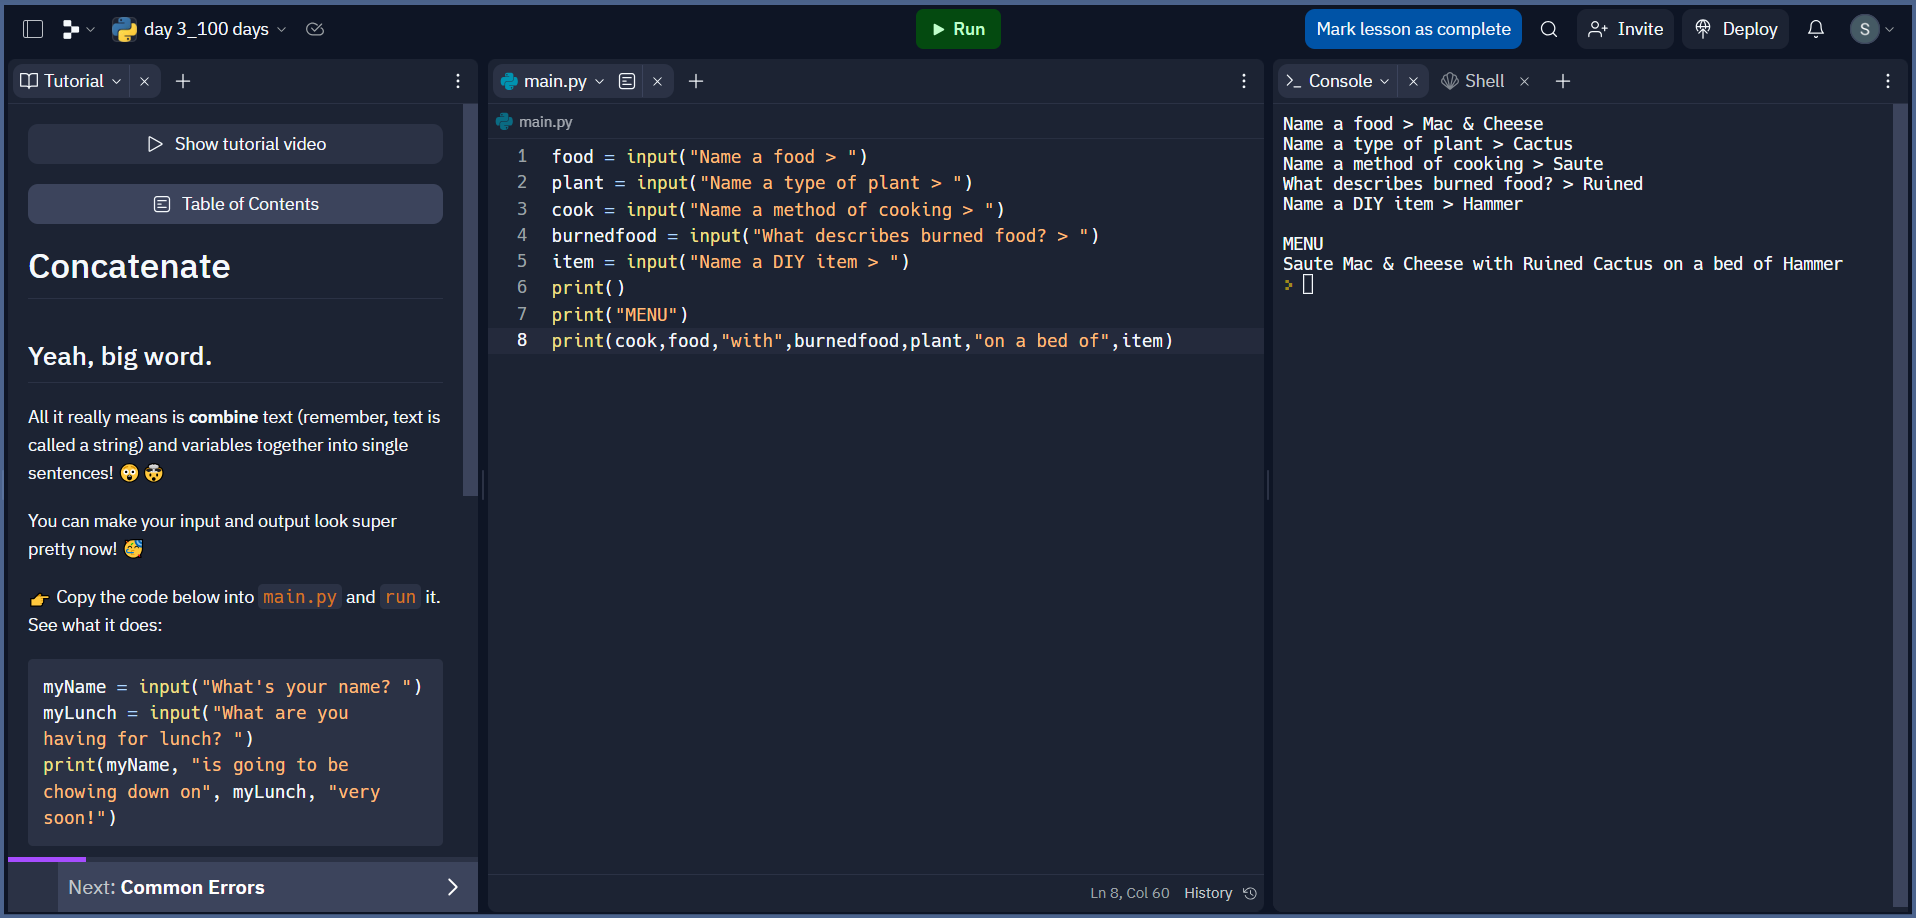 day 3_100 days
Run
Mark lesson as complete
Invite
Deploy
S
Tutorial
main.py
Console
Shell
Show tutorial video
Table of Contents
Concatenate
Yeah, big word.
All it really means is combine text (remember, text is
called a string) and variables together into single
sentences! 😲 🤯
You can make your input and output look super
pretty now! 🥳
👉 Copy the code below into main.py and run it.
See what it does:
myName = input("What's your name? ")
myLunch = input("What are you
having for lunch? ")
print(myName, "is going to be
chowing down on", myLunch, "very
soon!")
Next: Common Errors
main.py
1 food = input("Name a food > ")
2 plant = input("Name a type of plant > ")
3 cook = input("Name a method of cooking > ")
4 burnedfood = input("What describes burned food? > ")
5 item = input("Name a DIY item > ")
6 print()
7 print("MENU")
8 print(cook,food,"with",burnedfood,plant,"on a bed of",item)
Ln 8, Col 60 History
Name a food > Mac & Cheese
Name a type of plant > Cactus
Name a method of cooking > Saute
What describes burned food? > Ruined
Name a DIY item > Hammer
MENU
Saute Mac & Cheese with Ruined Cactus on a bed of Hammer